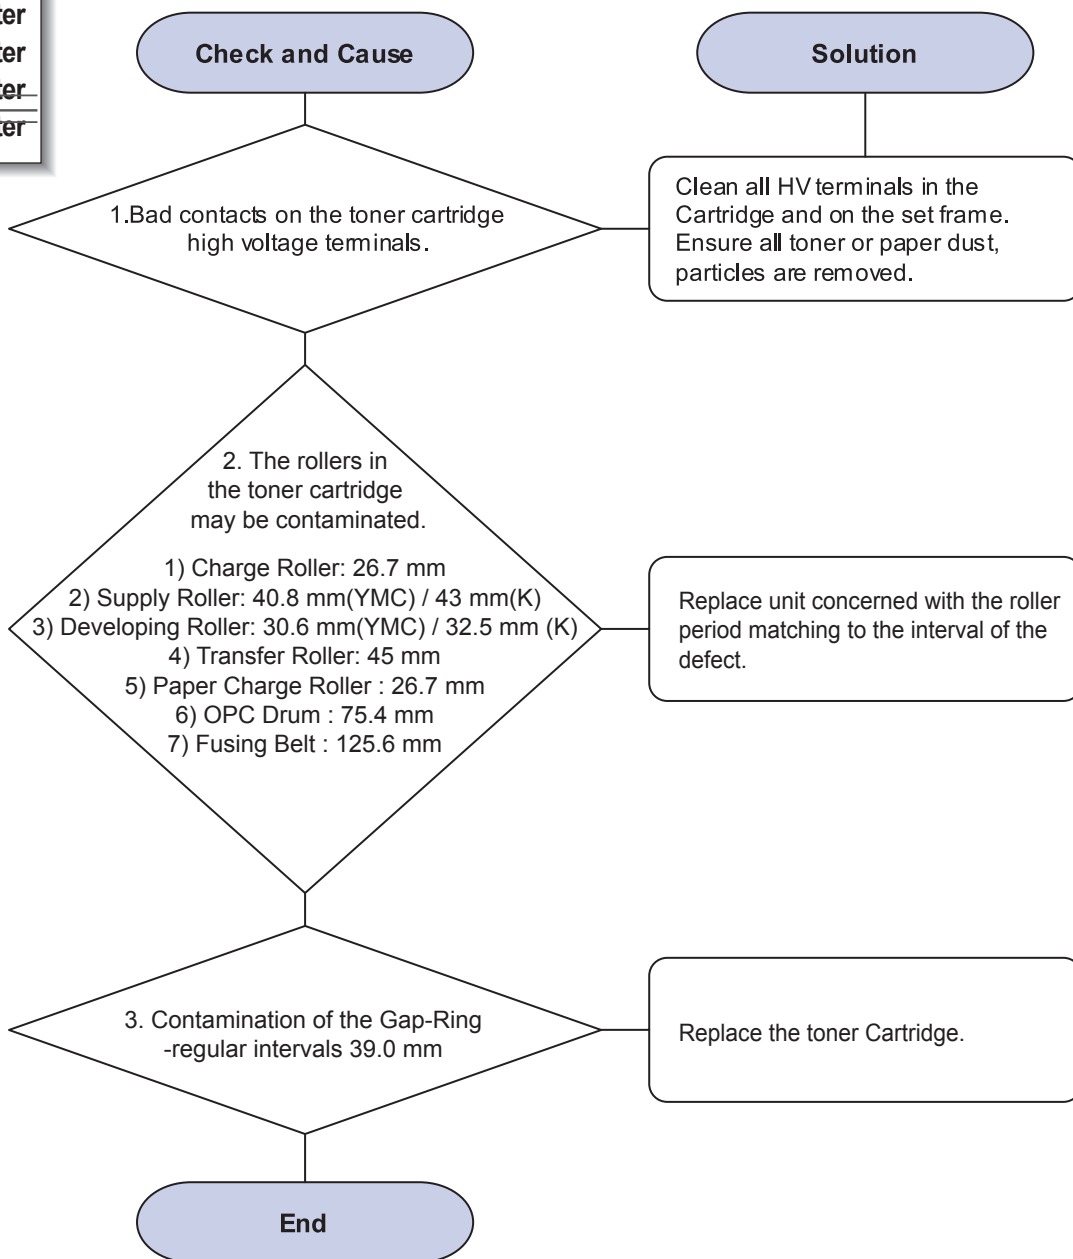 ter
ter
ter
ter
Check and Cause
Solution
1.Bad contacts on the toner cartridge
high voltage terminals.
Clean all HV terminals in the
Cartridge and on the set frame.
Ensure all toner or paper dust,
particles are removed.
2. The rollers in
the toner cartridge
may be contaminated.
1) Charge Roller: 26.7 mm
2) Supply Roller: 40.8 mm(YMC) / 43 mm(K)
3) Developing Roller: 30.6 mm(YMC) / 32.5 mm (K)
4) Transfer Roller: 45 mm
5) Paper Charge Roller : 26.7 mm
6) OPC Drum : 75.4 mm
7) Fusing Belt : 125.6 mm
Replace unit concerned with the roller
period matching to the interval of the
defect.
3. Contamination of the Gap-Ring
-regular intervals 39.0 mm
Replace the toner Cartridge.
End